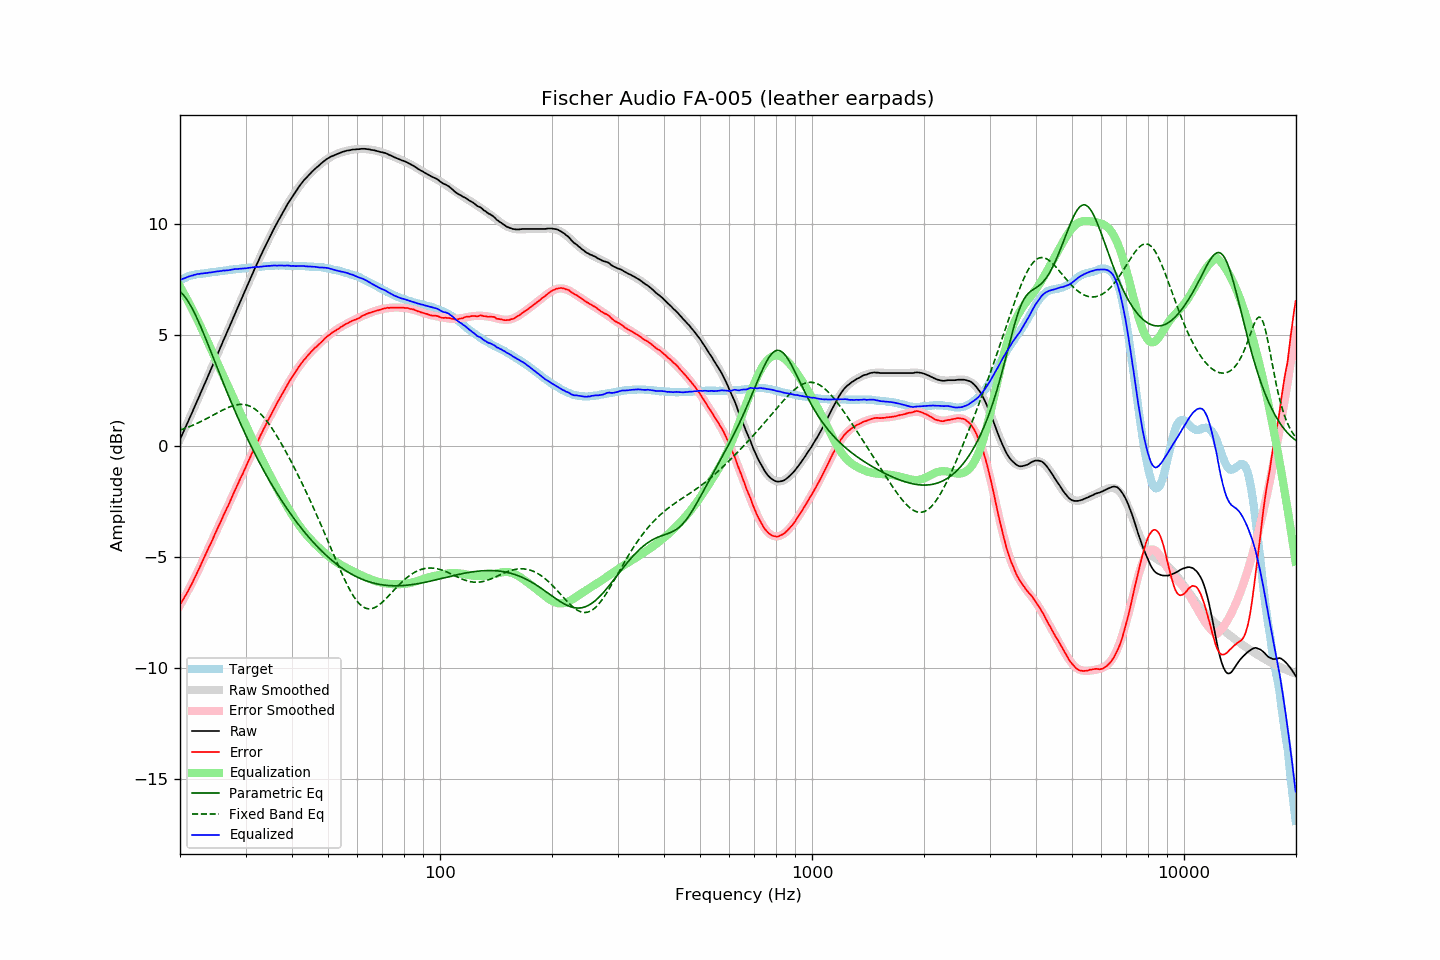 Fischer Audio FA-005 (leather earpads)
Amplitude (dBr)
10
5
0
−5
−10
−15
Target
Raw Smoothed
Error Smoothed
Raw
Error
Equalization
Parametric Eq
Fixed Band Eq
Equalized
100 1000 10000
Frequency (Hz)